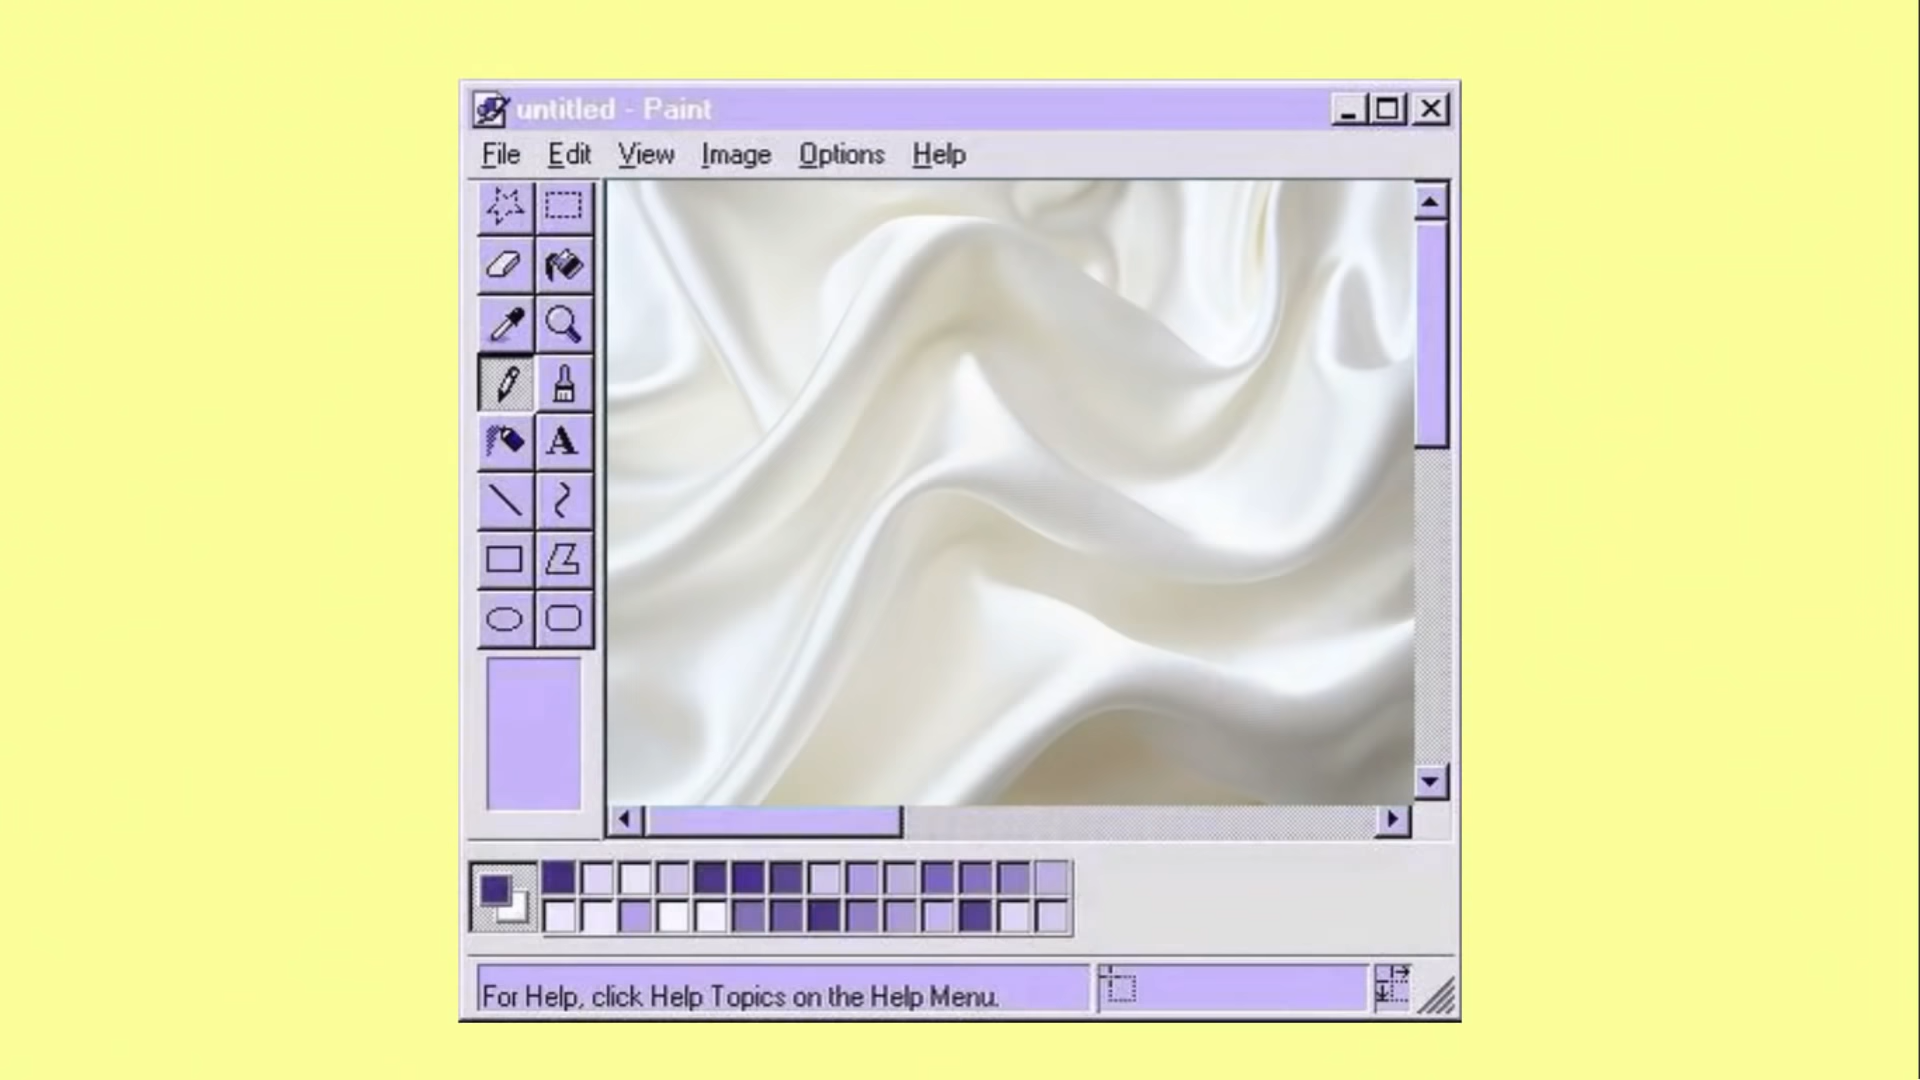 untitled - Paint
File Edit View Image Options Help
A
For Help, click Help Topics on the Help Menu.